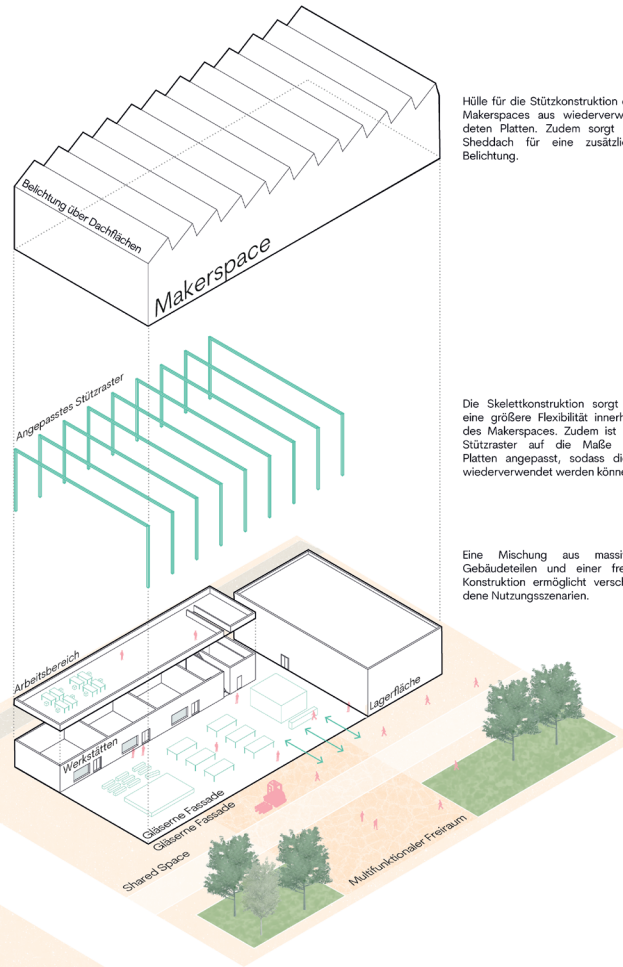 Hülle für die Stützkonstruktion
Makerspaces aus wiederverw
deten Platten. Zudem sorgt
Sheddach für eine zusätzli
Belichtung.
Belichtung über Dachflächen
Makerspace
Angepasstes Stützraster
Die Skelettkonstruktion sorgt
eine größere Flexibilität innerh
des Makerspaces. Zudem ist
Stützraster auf die Maße
Platten angepasst, sodass die
wiederverwendet werden könne
Eine Mischung aus massi
Gebäudeteilen und einer fre
Konstruktion ermöglicht versch
dene Nutzungsszenarien.
Arbeitsbereich
Werkstätten
Lagerfläche
Gläserne Fassade
Gläserne Fassade
Shared Space
Multifunktionaler Freiraum